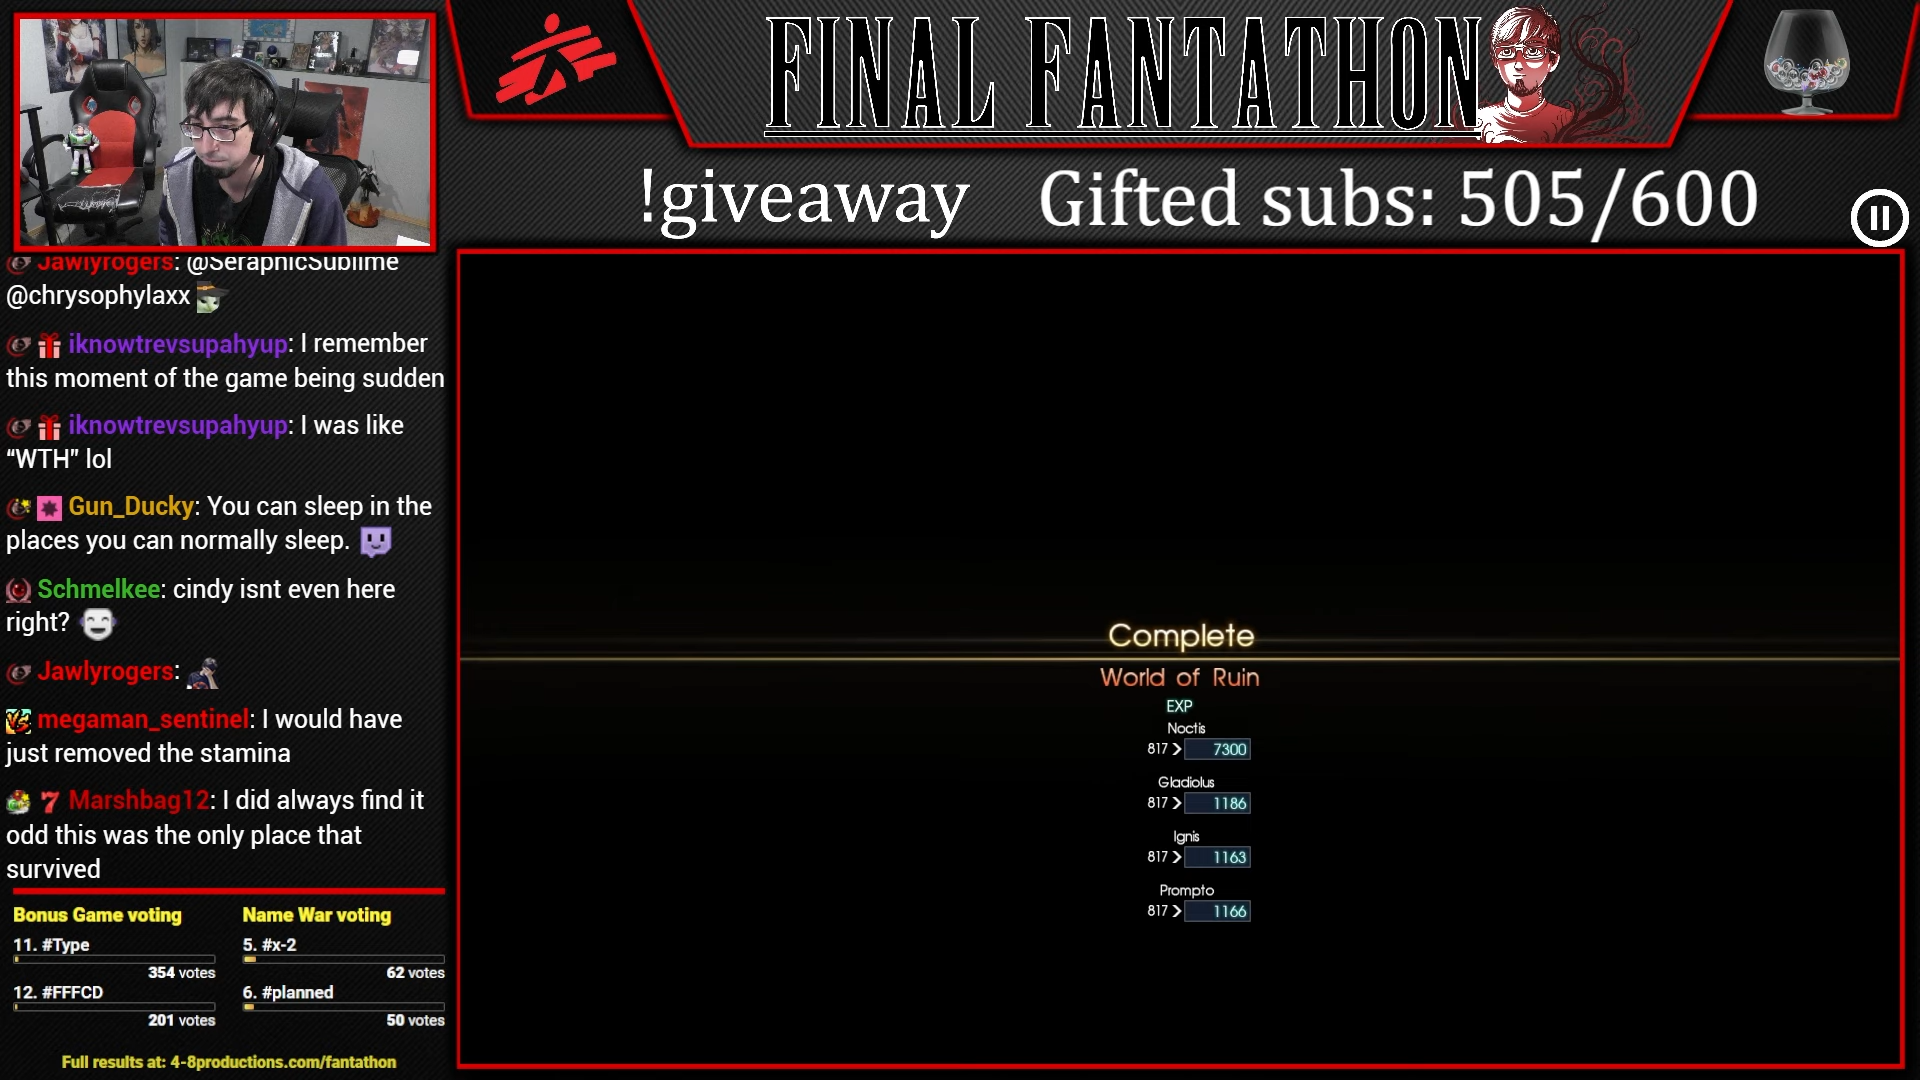 FINAL FANTATHON
!giveaway Gifted subs: 505/600
Jawlyrogers: @SeraphicSublime
@chrysophylaxx
iknowtrevsupahyup: I remember
this moment of the game being sudden
iknowtrevsupahyup: I was like
“WTH” lol
Gun_Ducky: You can sleep in the
places you can normally sleep.
Schmelkee: cindy isnt even here
right?
Jawlyrogers:
megaman_sentinel: I would have
just removed the stamina
7 Marshbag12: I did always find it
odd this was the only place that
survived
Bonus Game voting
11. #Type
354 votes
12. #FFFCD
201 votes
Name War voting
5. #x-2
62 votes
6. #planned
50 votes
Full results at: 4-8productions.com/fantathon
Complete
World of Ruin
EXP
Noctis
817 > 7300
Gladiolus
817 > 1186
Ignis
817 > 1163
Prompto
817 > 1166